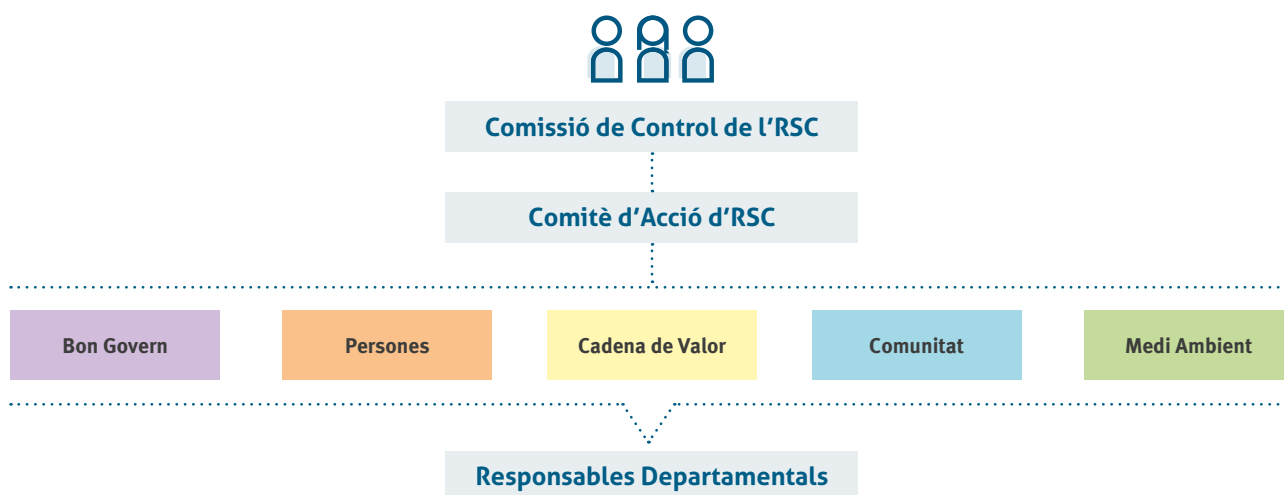 Comissió de Control de l’RSC
Comitè d’Acció d’RSC
Bon Govern
Persones
Cadena de Valor
Comunitat
Medi Ambient
Responsables Departamentals